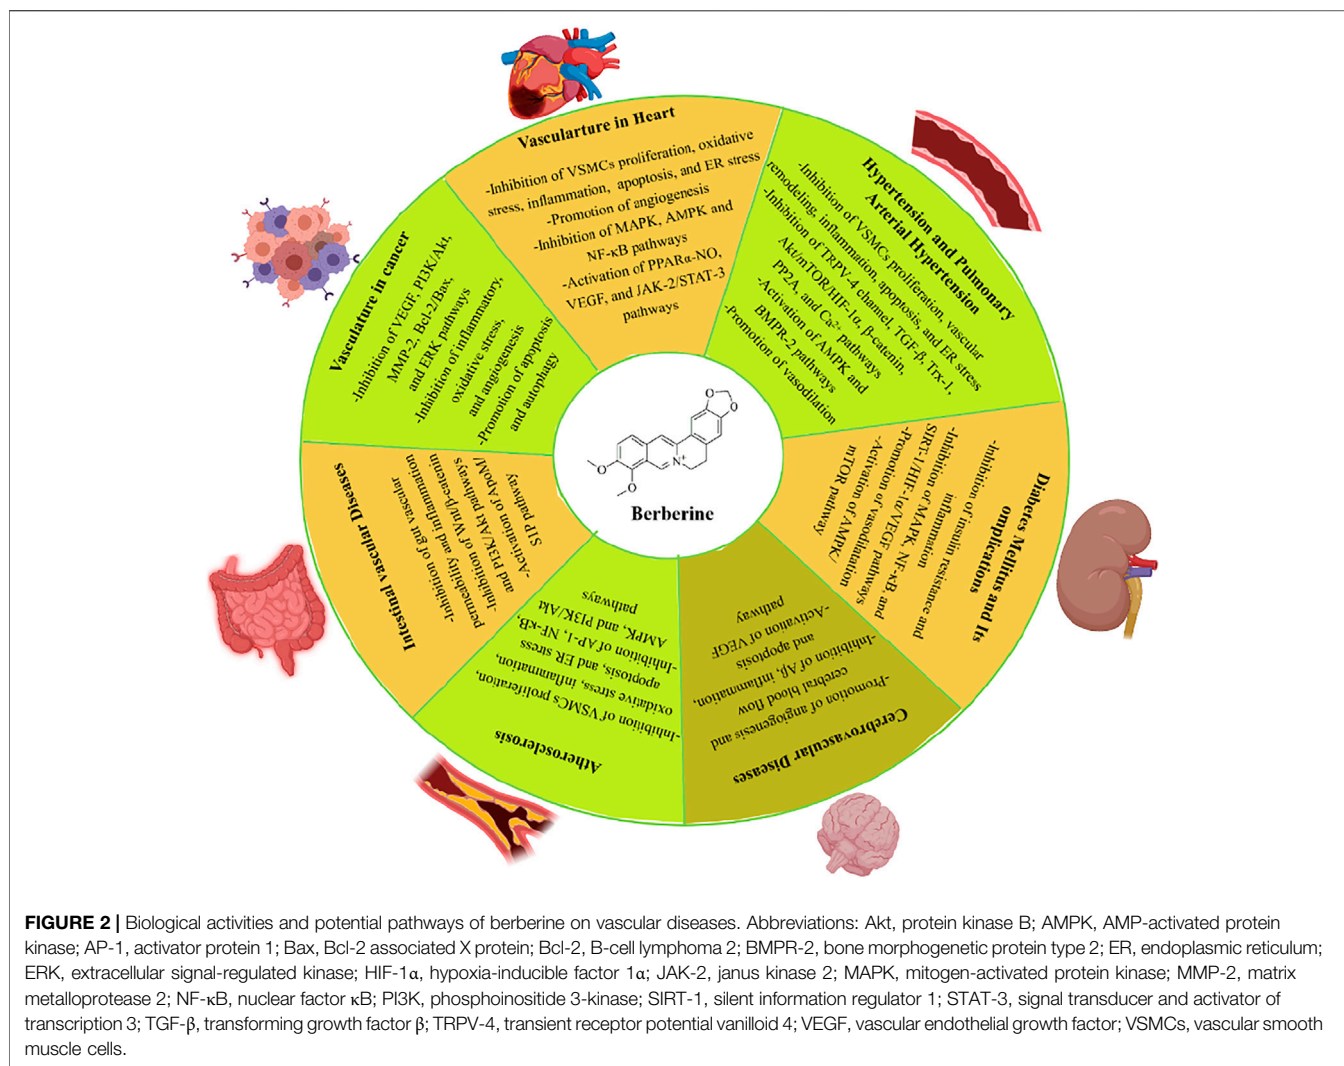 Vascularture in Heart
-Inhibition of VSMCs proliferation, oxidative
stress, inflammation, apoptosis, and ER stress
-Promotion of angiogenesis
-Inhibition of MAPK, AMPK and
NF-κB pathways
-Activation of PPARα-NO,
VEGF, and JAK-2/STAT-3
pathways
Hypertension and Pulmonary
Arterial Hypertension
-Inhibition of VSMCs proliferation, vascular
remodeling, inflammation, apoptosis, and ER stress
-Inhibition of TRPV-4 channel, TGF-β, Trx-1,
Akt/mTOR/HIF-1α, β-catenin,
PP2A, and Ca²⁺ pathways
-Activation of AMPK and
BMPR-2 pathways
-Promotion of vasodilation
Diabetes Mellitus and Its
omplications
-Inhibition of insulin resistance and
inflammation
-Inhibition of MAPK, NF-κB, and
SIRT-1/HIF-1α/VEGF pathways
-Promotion of vasoditatation
-Activation of AMPK/
mTOR pathway
Cerebrovascular Diseases
-Promotion of angiogenesis and
cerebral blood flow
-Inhibition of Aβ, inflammation,
and apoptosis
-Activation of VEGF
pathway
Atherosclerosis
-Inhibition of VSMCs proliferation,
oxidative stress, inflammation,
apoptosis, and ER stress
-Inhibition of AP-1, NF-κB,
AMPK, and PI3K/Akt
pathways
Intestinal vascular Diseases
-Inhibition of gut vascular
permeability and inflammation
-Inhibition of Wnt/β-catenin
and PI3K/Akt pathways
-Activation of ApoM/
S1P pathway
Vasculature in cancer
-Inhibition of VEGF, PI3K/Akt,
MMP-2, Bcl-2/Bax,
and ERK pathways
-Inhibition of inflammatory,
oxidative stress,
and angiogenesis
-Promotion of apoptosis
and autophagy
O
O
N⁺
O
O
Berberine
FIGURE 2 | Biological activities and potential pathways of berberine on vascular diseases. Abbreviations: Akt, protein kinase B; AMPK, AMP-activated protein
kinase; AP-1, activator protein 1; Bax, Bcl-2 associated X protein; Bcl-2, B-cell lymphoma 2; BMPR-2, bone morphogenetic protein type 2; ER, endoplasmic reticulum;
ERK, extracellular signal-regulated kinase; HIF-1α, hypoxia-inducible factor 1α; JAK-2, janus kinase 2; MAPK, mitogen-activated protein kinase; MMP-2, matrix
metalloprotease 2; NF-κB, nuclear factor κB; PI3K, phosphoinositide 3-kinase; SIRT-1, silent information regulator 1; STAT-3, signal transducer and activator of
transcription 3; TGF-β, transforming growth factor β; TRPV-4, transient receptor potential vanilloid 4; VEGF, vascular endothelial growth factor; VSMCs, vascular smooth
muscle cells.